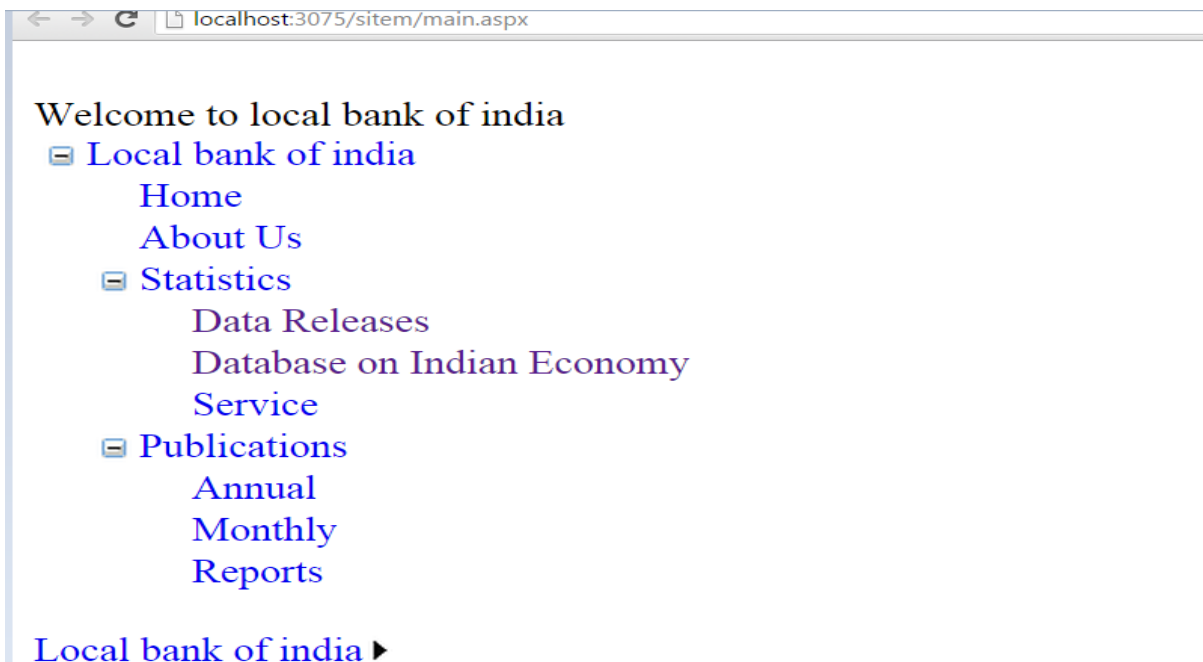 localhost:3075/sitem/main.aspx
Welcome to local bank of india
Local bank of india
Home
About Us
Statistics
Data Releases
Database on Indian Economy
Service
Publications
Annual
Monthly
Reports
Local bank of india